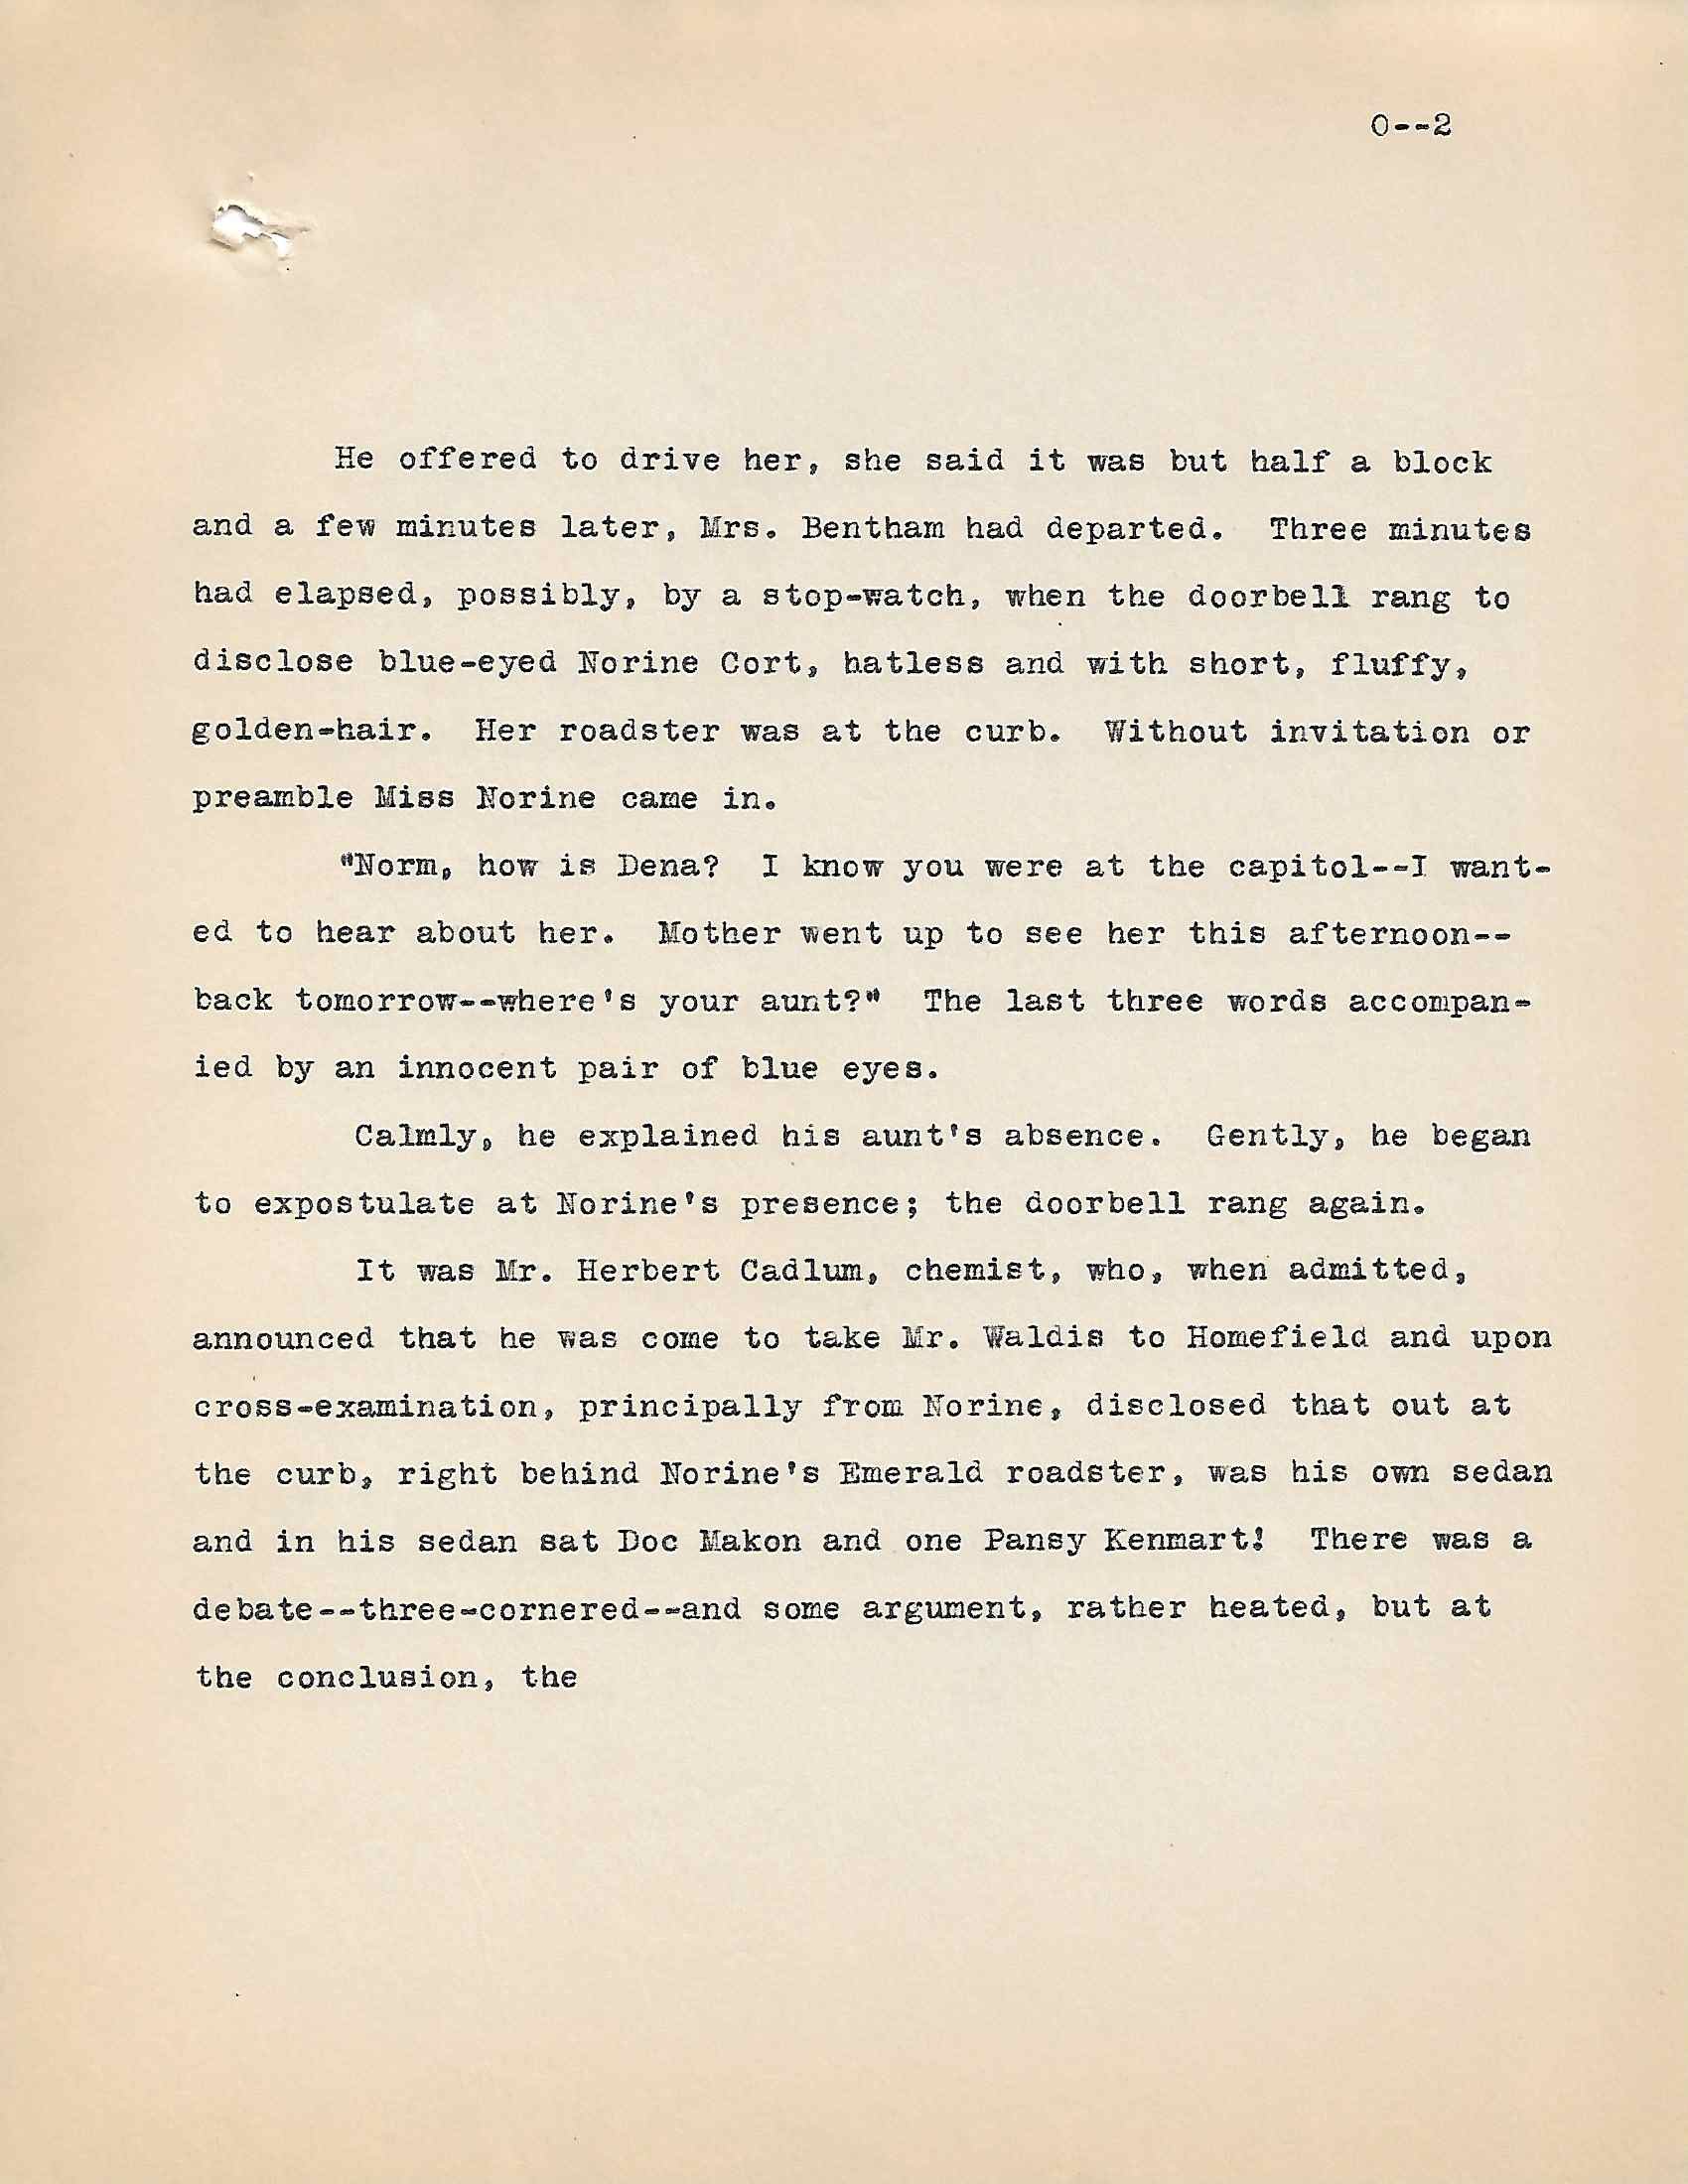 O--2
He offered to drive her, she said it was but half a block
and a few minutes later, Mrs. Bentham had departed.  Three minutes
had elapsed, possibly, by a stop-watch, when the doorbell rang to
disclose blue-eyed Norine Cort, hatless and with short, fluffy,
golden-hair.  Her roadster was at the curb.  Without invitation or
preamble Miss Norine came in.
"Norm, how is Dena?  I know you were at the capitol--I want-
ed to hear about her.  Mother went up to see her this afternoon--
back tomorrow--where's your aunt?"  The last three words accompan-
ied by an innocent pair of blue eyes.
Calmly, he explained his aunt's absence.  Gently, he began
to expostulate at Norine's presence; the doorbell rang again.
It was Mr. Herbert Cadlum, chemist, who, when admitted,
announced that he was come to take Mr. Waldis to Homefield and upon
cross-examination, principally from Norine, disclosed that out at
the curb, right behind Norine's Emerald roadster, was his own sedan
and in his sedan sat Doc Makon and one Pansy Kenmart!  There was a
debate--three-cornered--and some argument, rather heated, but at
the conclusion, the